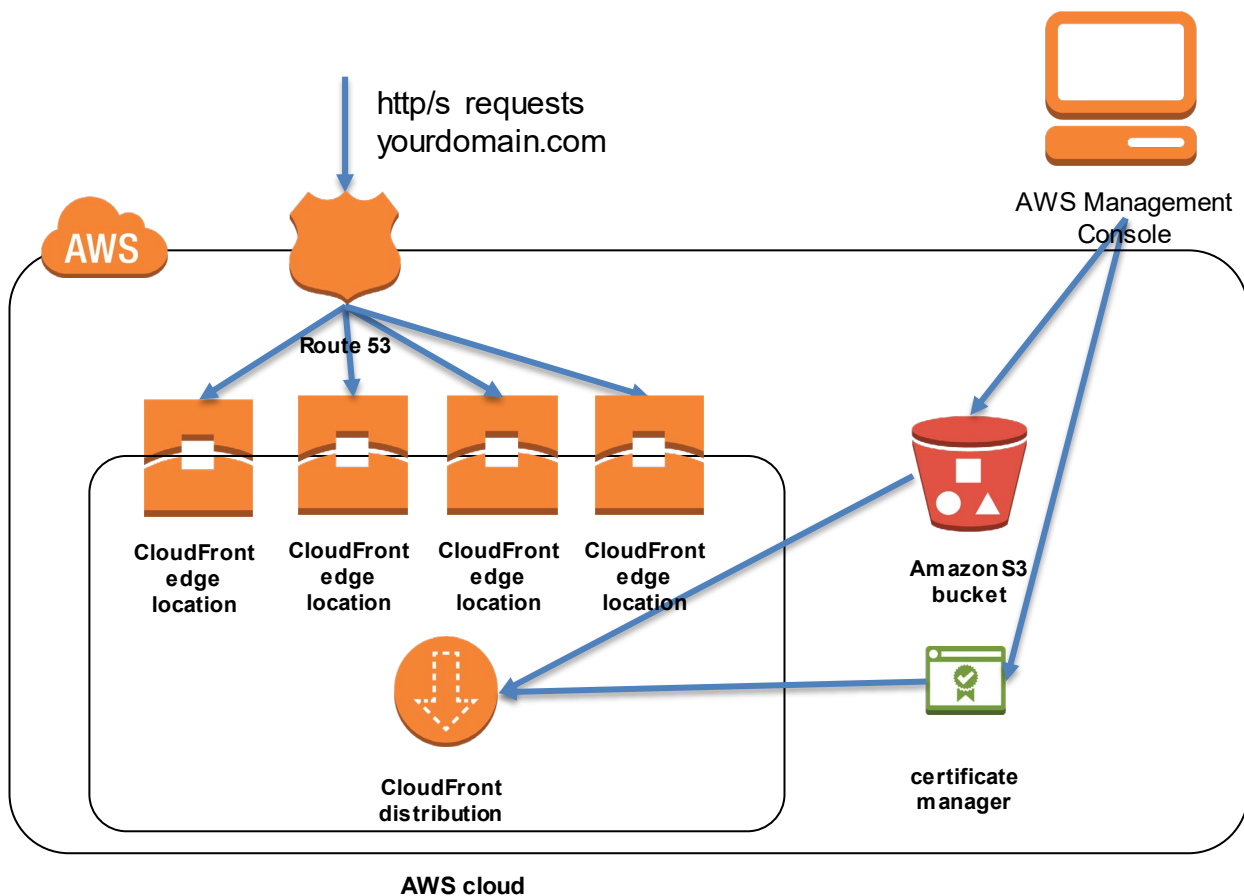 http/s requests
yourdomain.com
AWS Management
Console
AWS
Route 53
CloudFront
edge
location
CloudFront
edge
location
CloudFront
edge
location
CloudFront
edge
location
Amazon S3
bucket
CloudFront
distribution
certificate
manager
AWS cloud